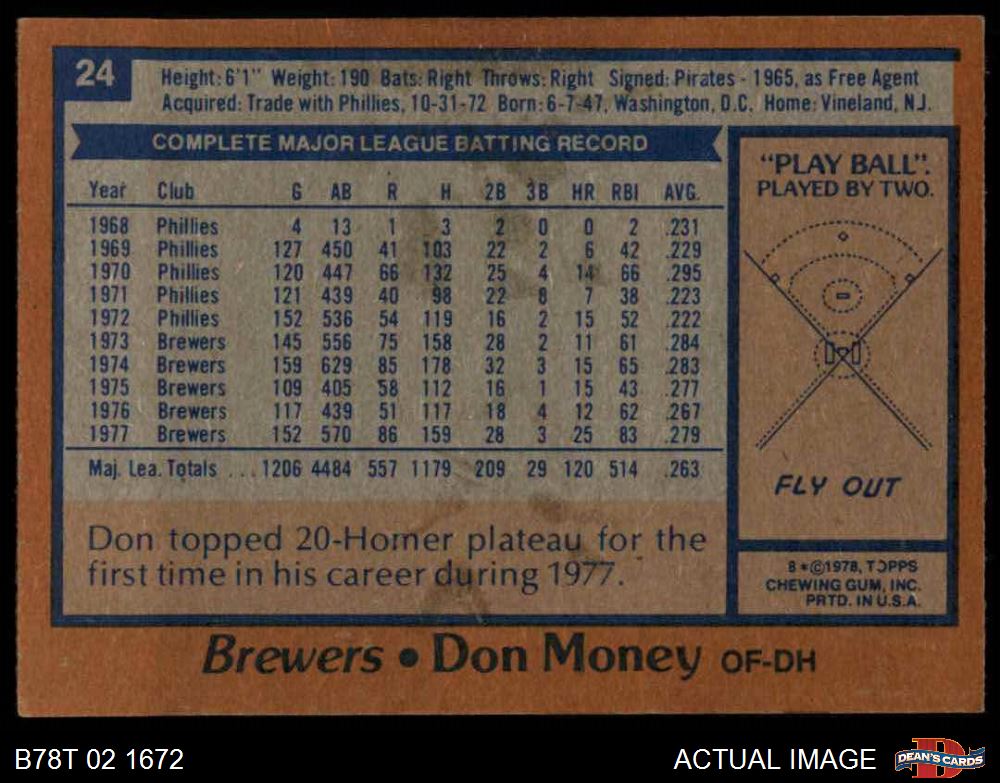 24
Height: 6'1" Weight: 190 Bats: Right Throws: Right Signed: Pirates - 1965, as Free Agent
Acquired: Trade with Phillies, 10-31-72 Born: 6-7-47, Washington, D.C. Home: Vineland, N.J.
COMPLETE MAJOR LEAGUE BATTING RECORD
Year Club G AB R H 2B 3B HR RBI AVG.
1968 Phillies 4 13 1 3 2 0 0 2 .231
1969 Phillies 127 450 41 103 22 2 6 42 .229
1970 Phillies 120 447 66 132 25 4 14 66 .295
1971 Phillies 121 439 40 98 22 8 7 38 .223
1972 Phillies 152 536 54 119 16 2 15 52 .222
1973 Brewers 145 556 75 158 28 2 11 61 .284
1974 Brewers 159 629 85 178 32 3 15 65 .283
1975 Brewers 109 405 58 112 16 1 15 43 .277
1976 Brewers 117 439 51 117 18 4 12 62 .267
1977 Brewers 152 570 86 159 28 3 25 83 .279
Maj. Lea. Totals ... 1206 4484 557 1179 209 29 120 514 .263
Don topped 20-Homer plateau for the
first time in his career during 1977.
"PLAY BALL".
PLAYED BY TWO.
FLY OUT
8 * ©1978, TOPPS
CHEWING GUM, INC.
PRTD. IN U.S.A.
Brewers • Don Money OF-DH
B78T 02 1672
ACTUAL IMAGE
D
DEAN'S CARDS